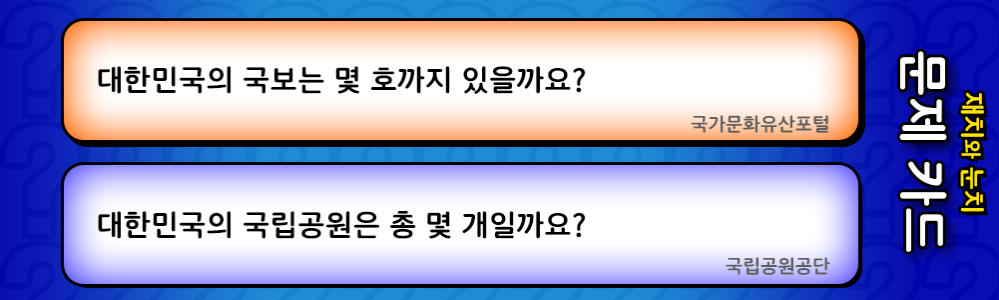 대한민국의 국보는 몇 호까지 있을까요?
국가문화유산포털
대한민국의 국립공원은 총 몇 개일까요?
국립공원공단
재치와 눈치
문제 카드